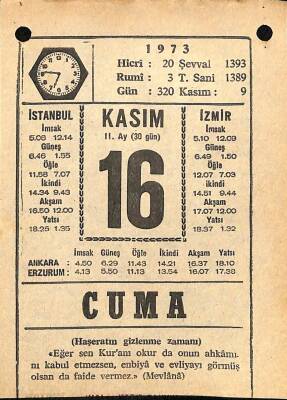 1973
Hicrî : 20 Şevval 1393
Rumî : 3 T. Sani 1389
Gün : 320 Kasım : 9
İSTANBUL
İmsak
5.08 12.14
Güneş
6.46 1.55
Öğle
11.58 7.07
İkindi
14.34 9.43
Akşam
16.50 12.00
Yatsı
18.25 1.35
KASIM
11. Ay (30 gün)
16
İZMİR
İmsak
5.10 12.03
Güneş
6.49 1.50
Öğle
12.07 7.03
ikindi
14.51 9.44
Akşam
17.07 12.00
Yatsı
18.37 1.32
İmsak Güneş Öğle İkindi Akşam Yatsı
ANKARA : 4.50 6.29 11.43 14.21 16.37 18.10
ERZURUM : 4.13 5.50 11.13 13.54 16.07 17.38
CUMA
(Haşeratın gizlenme zamanı)
«Eğer sen Kur'anı okur da onun ahkâmı-
nı kabul etmezsen, enbiyâ ve evliyayı görmüş
olsan da faide vermez.» (Mevlânâ)